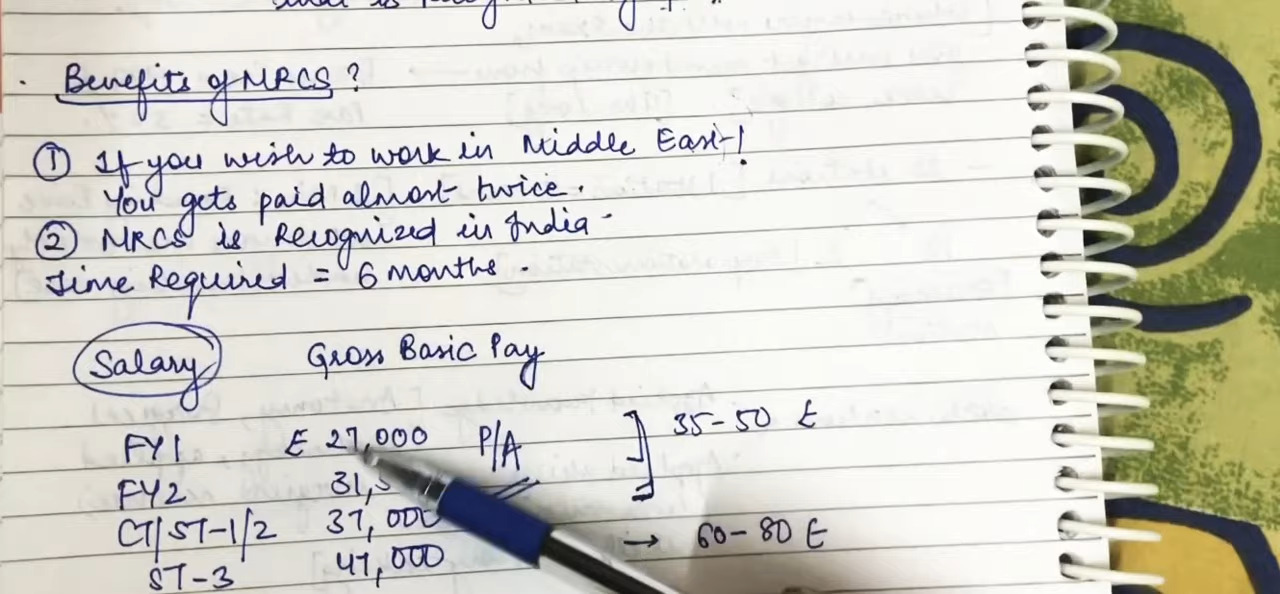 Benefits of MRCS?
① If you wish to work in Middle East!
You gets paid almost twice.
② MRCS is Recognized in India
Time Required = 6 months.
Salary Gross Basic Pay
FY1 £ 27,000 P/A 35-50 £
FY2 31,
CT/ST-1/2 37,000
ST-3 47,000 → 60-80 £